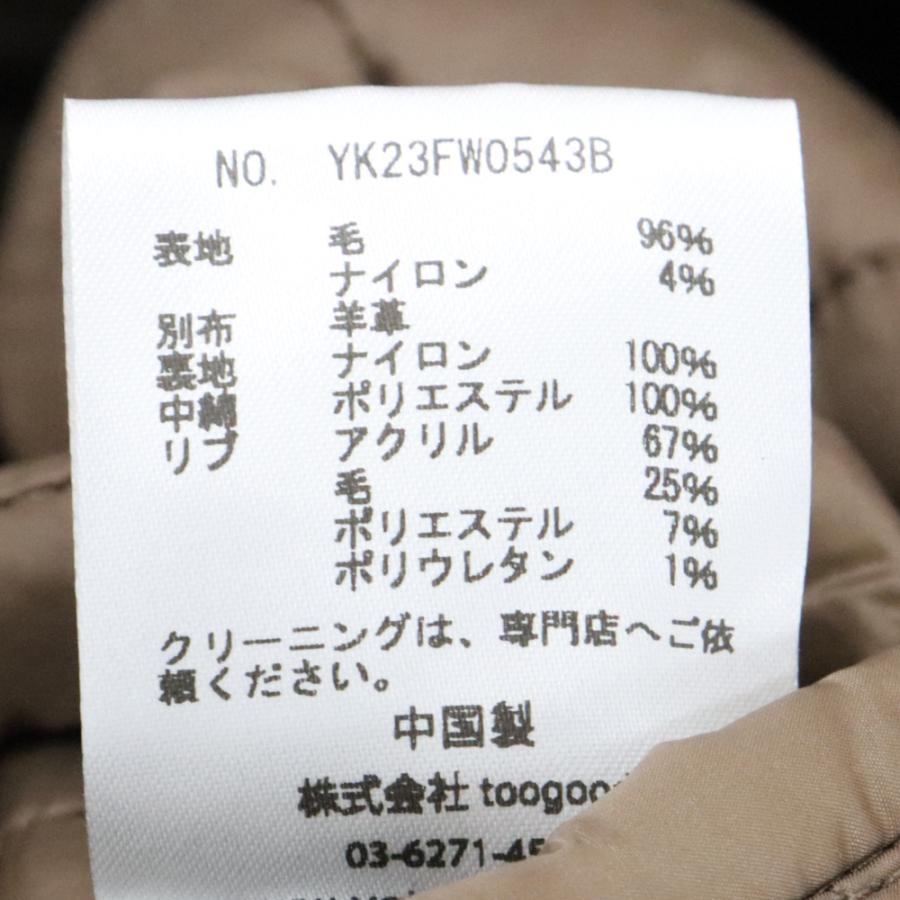 NO. YK23FW0543B
表地 毛 96%
ナイロン 4%
別布 羊革
裏地 ナイロン 100%
中綿 ポリエステル 100%
リブ アクリル 67%
毛 25%
ポリエステル 7%
ポリウレタン 1%
クリーニングは、専門店へご依
頼ください。
中国製
株式会社 toogoo
03-6271-45